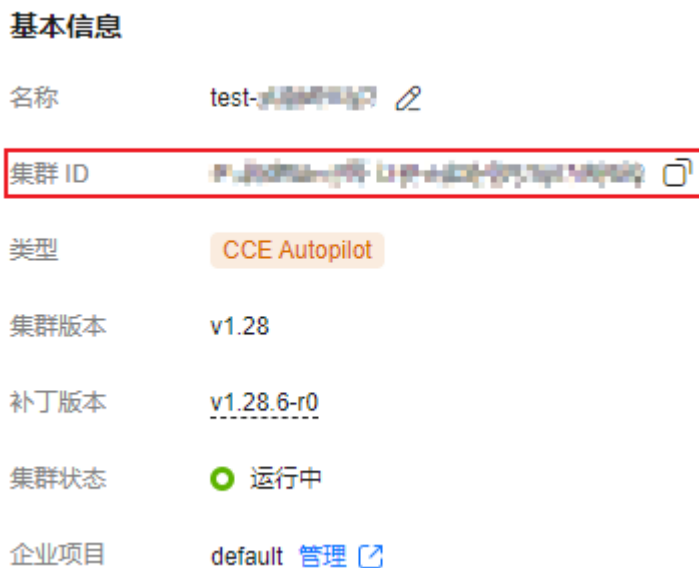 基本信息
名称 test-
集群 ID
类型 CCE Autopilot
集群版本 v1.28
补丁版本 v1.28.6-r0
集群状态 运行中
企业项目 default 管理